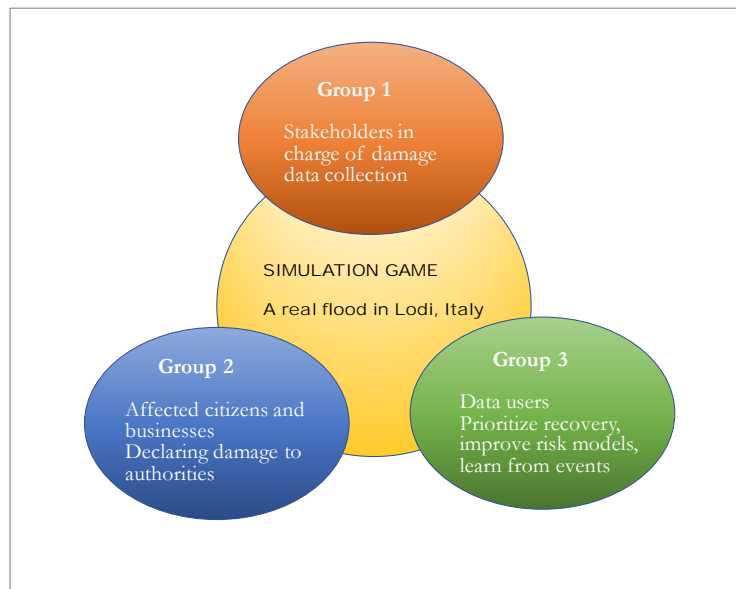 Group 1
Stakeholders in
charge of damage
data collection
SIMULATION GAME
A real flood in Lodi, Italy
Group 2
Affected citizens and
businesses
Declaring damage to
authorities
Group 3
Data users
Prioritize recovery,
improve risk models,
learn from events